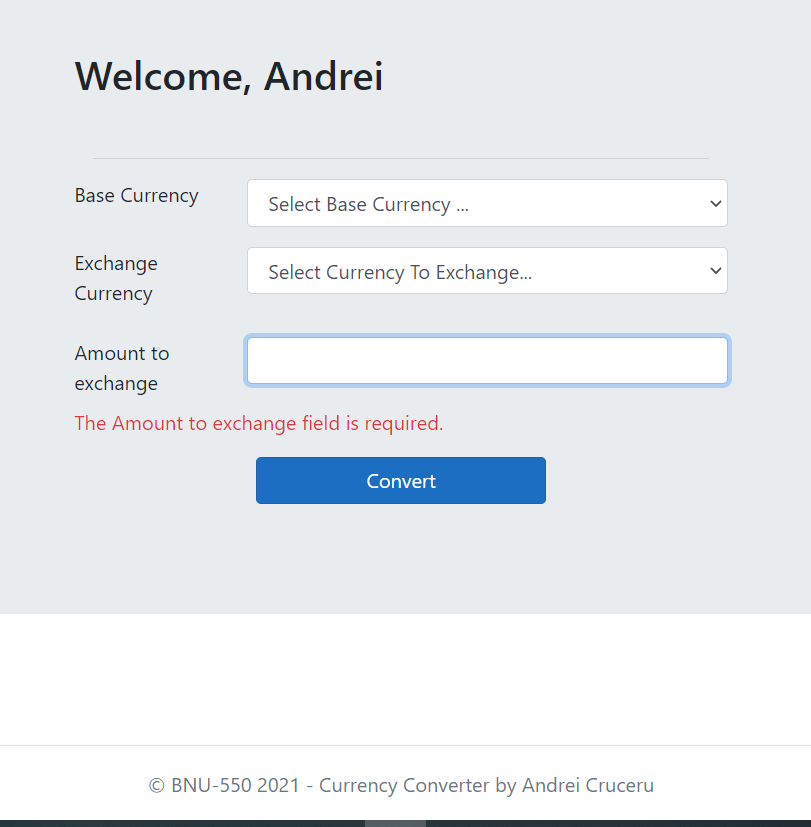 Welcome, Andrei
Base Currency
Select Base Currency ...
Exchange
Currency
Select Currency To Exchange...
Amount to
exchange
The Amount to exchange field is required.
Convert
© BNU-550 2021 - Currency Converter by Andrei Cruceru